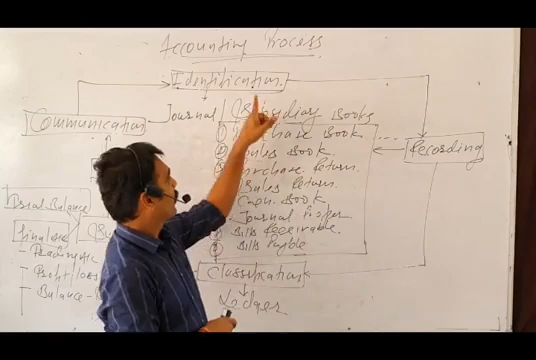 Accounting Process
Identification
Journal
(Subsidiary Books
Communication
① Purchase Book
Recording
Sales Book
Purchase Return
Sales Return
Cash Book
Journal Proper
Bills Receivable
Bills Payable
Trial Balance
Classification
Ledger
- Profit / loss
- Balance